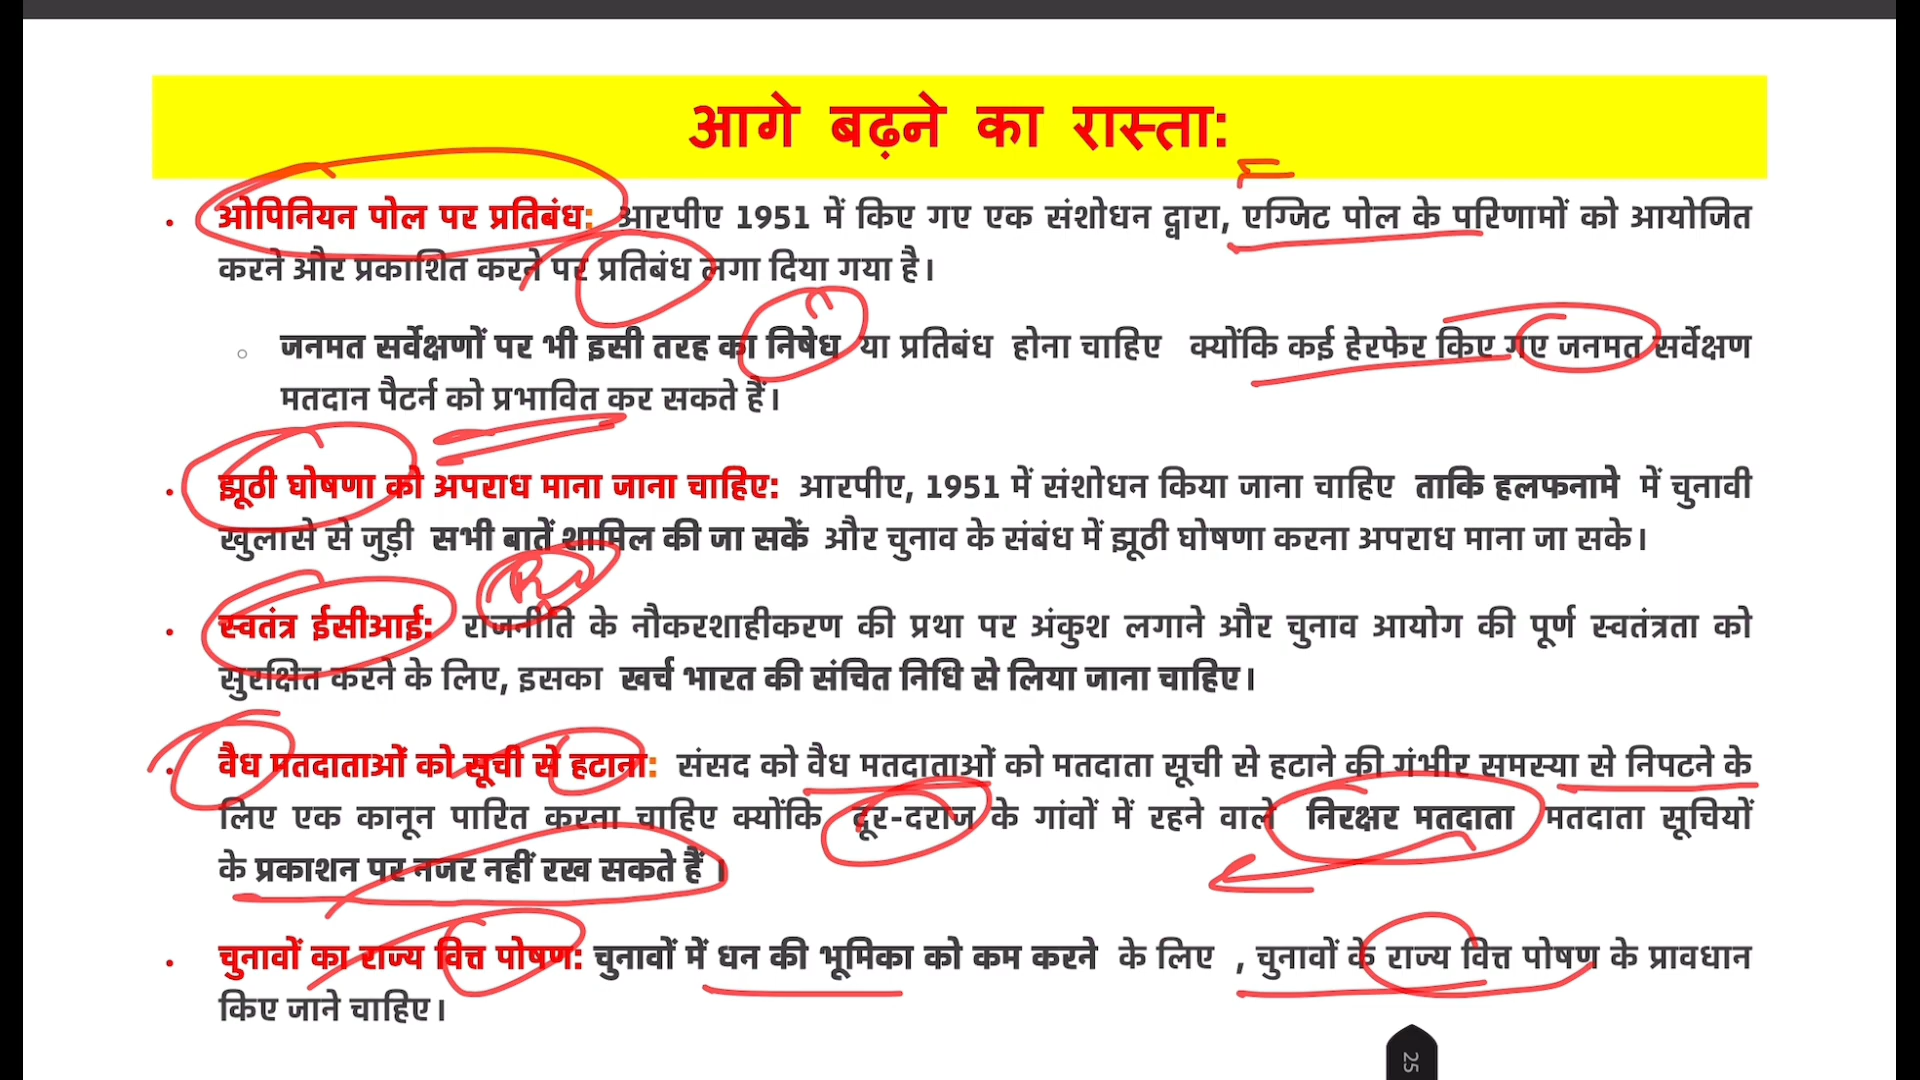 आगे बढ़ने का रास्ता:
• ओपिनियन पोल पर प्रतिबंध: आरपीए 1951 में किए गए एक संशोधन द्वारा, एग्जिट पोल के परिणामों को आयोजित
करने और प्रकाशित करने पर प्रतिबंध लगा दिया गया है।
○ जनमत सर्वेक्षणों पर भी इसी तरह का निषेध या प्रतिबंध होना चाहिए क्योंकि कई हेरफेर किए गए जनमत सर्वेक्षण
मतदान पैटर्न को प्रभावित कर सकते हैं।
• झूठी घोषणा को अपराध माना जाना चाहिए: आरपीए, 1951 में संशोधन किया जाना चाहिए ताकि हलफनामे में चुनावी
खुलासे से जुड़ी सभी बातें शामिल की जा सकें और चुनाव के संबंध में झूठी घोषणा करना अपराध माना जा सके।
• स्वतंत्र ईसीआई: राजनीति के नौकरशाहीकरण की प्रथा पर अंकुश लगाने और चुनाव आयोग की पूर्ण स्वतंत्रता को
सुरक्षित करने के लिए, इसका खर्च भारत की संचित निधि से लिया जाना चाहिए।
• वैध मतदाताओं को सूची से हटाना: संसद को वैध मतदाताओं को मतदाता सूची से हटाने की गंभीर समस्या से निपटने के
लिए एक कानून पारित करना चाहिए क्योंकि दूर-दराज के गांवों में रहने वाले निरक्षर मतदाता मतदाता सूचियों
के प्रकाशन पर नजर नहीं रख सकते हैं ।
• चुनावों का राज्य वित्त पोषण: चुनावों में धन की भूमिका को कम करने के लिए , चुनावों के राज्य वित्त पोषण के प्रावधान
किए जाने चाहिए।
25